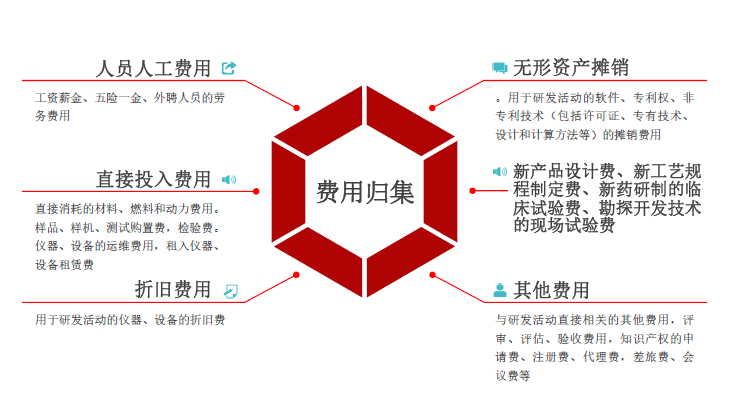 人员人工费用
工资薪金、五险一金、外聘人员的劳
务费用
直接投入费用
直接消耗的材料、燃料和动力费用。
样品、样机、测试购置费，检验费。
仪器、设备的运维费用，租入仪器、
设备租赁费
折旧费用
用于研发活动的仪器、设备的折旧费
费用归集
无形资产摊销
。用于研发活动的软件、专利权、非
专利技术（包括许可证、专有技术、
设计和计算方法等）的摊销费用
新产品设计费、新工艺规
程制定费、新药研制的临
床试验费、勘探开发技术
的现场试验费
其他费用
与研发活动直接相关的其他费用，评
审、评估、验收费用，知识产权的申
请费、注册费、代理费，差旅费、会
议费等